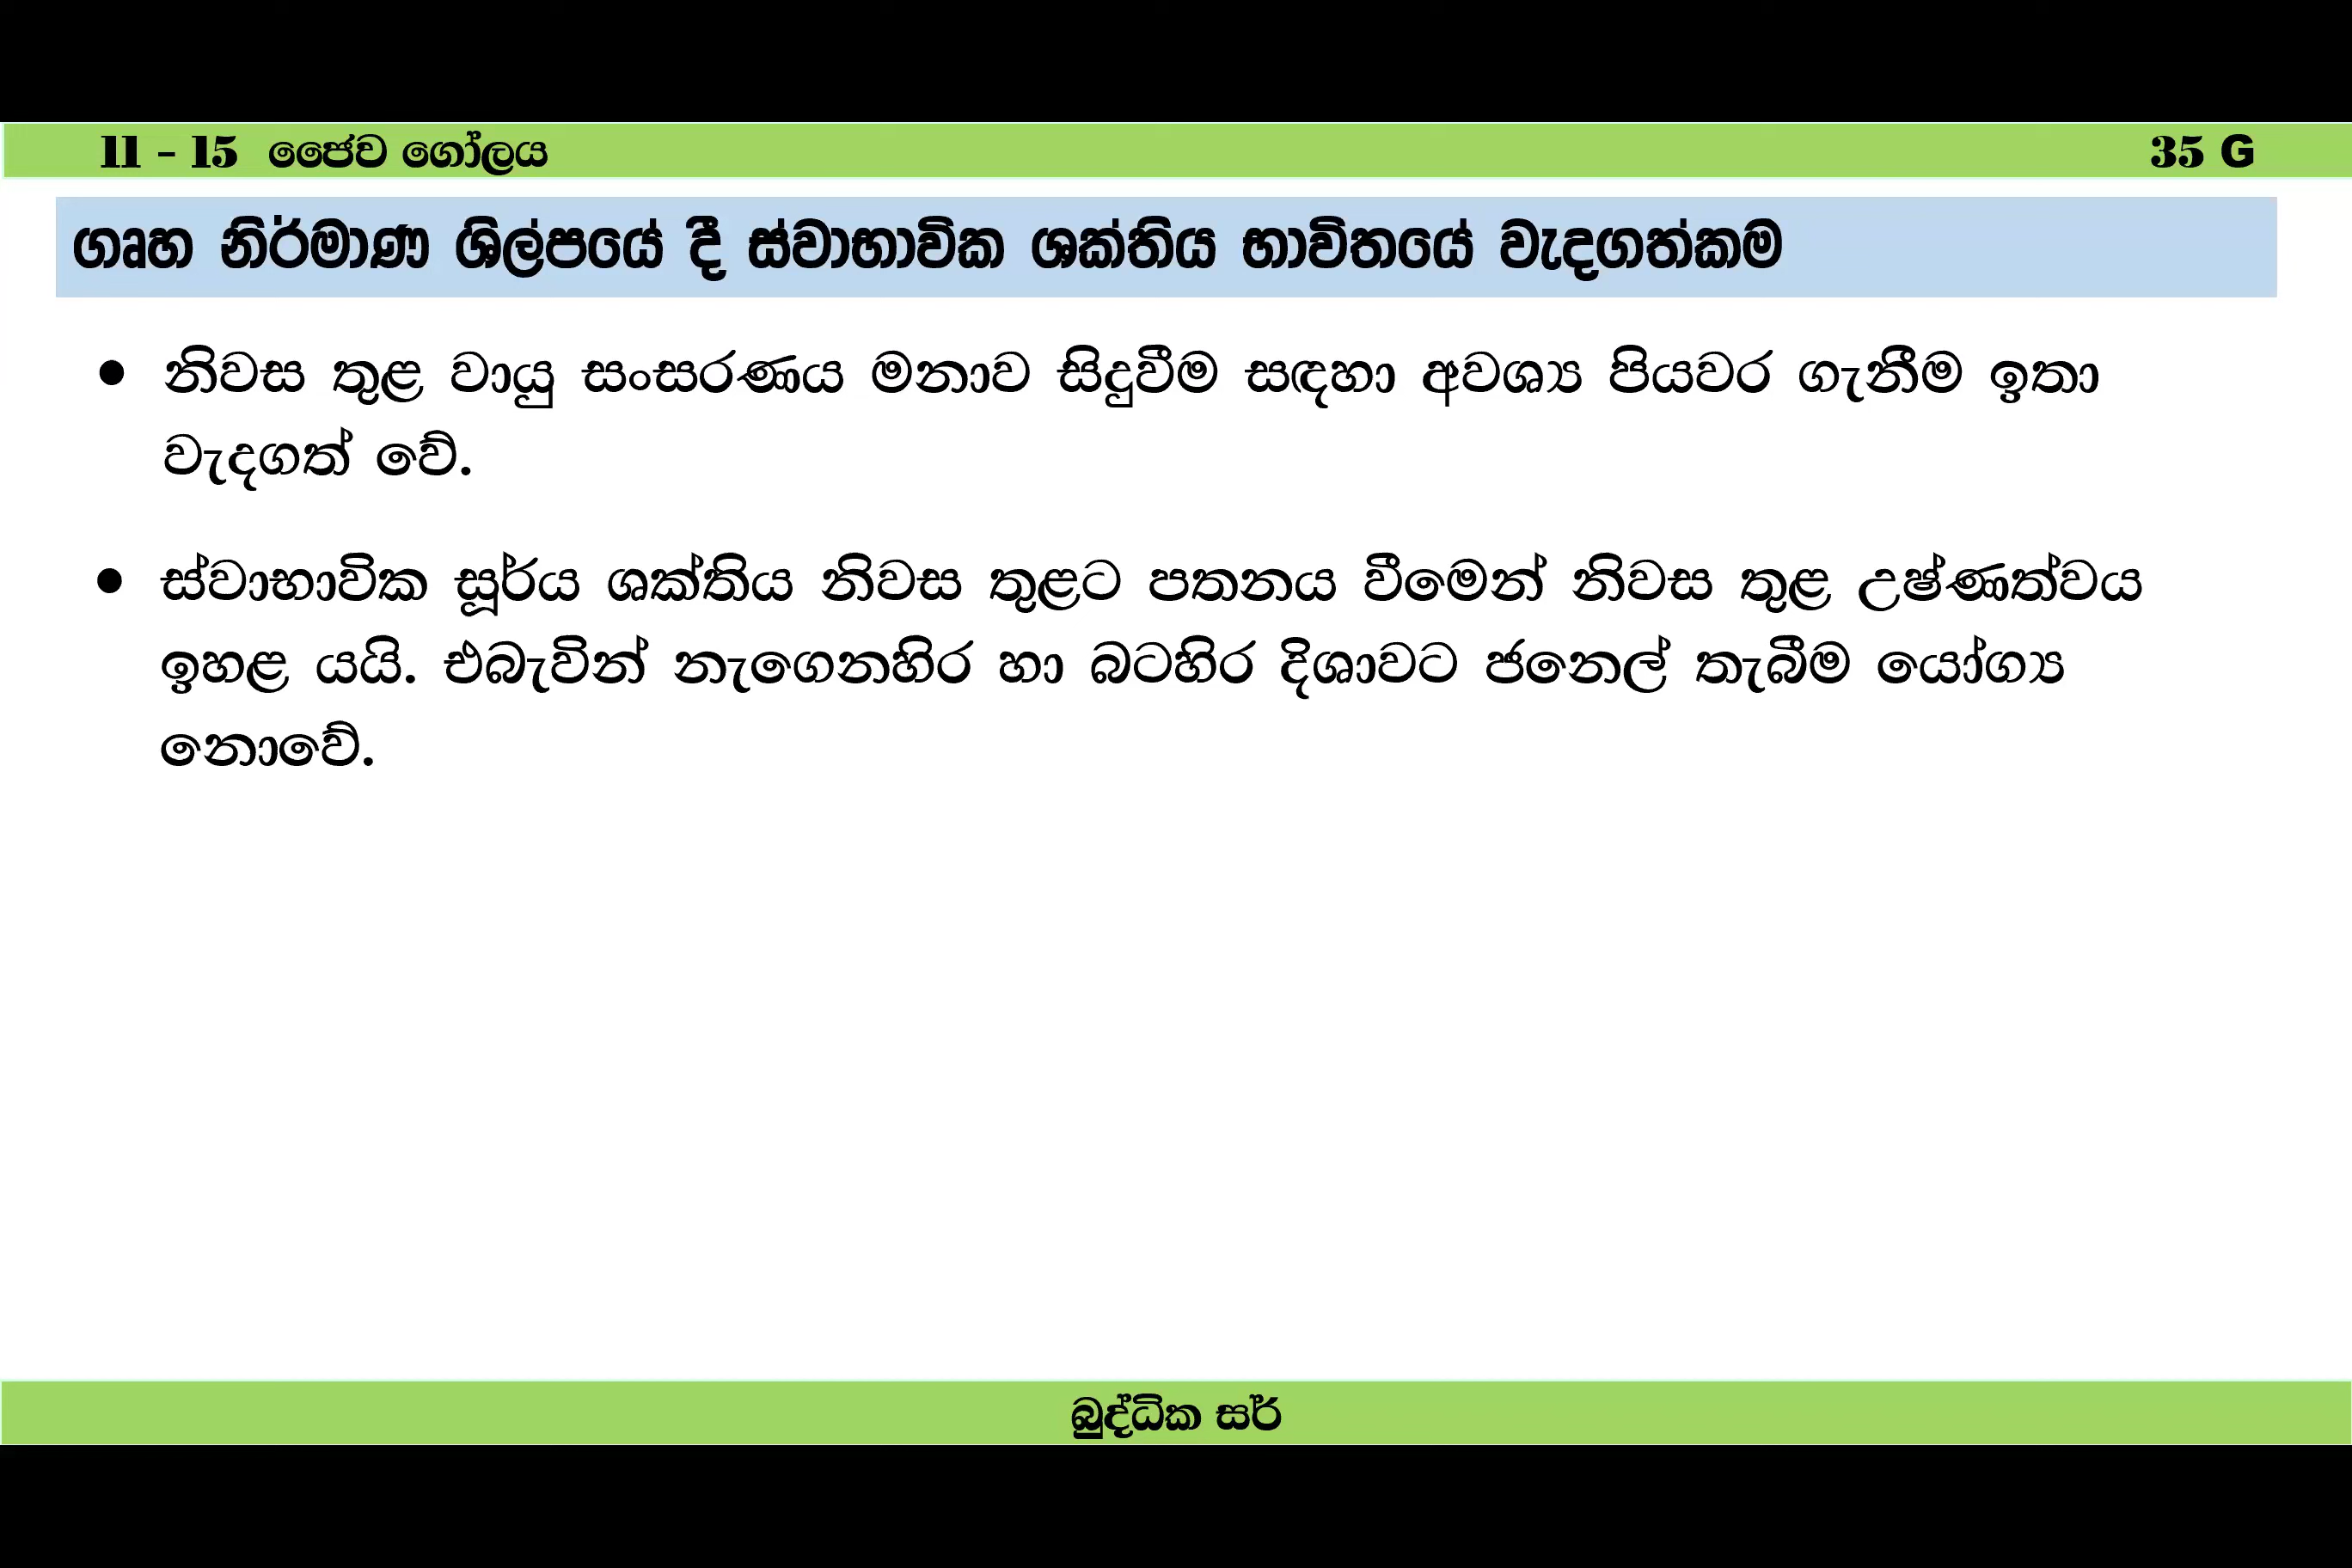 11 - 15 ජෛව ගෝලය 35 G
ගෘහ නිර්මාණ ශිල්පයේ දී ස්වාභාවික ශක්තිය භාවිතයේ වැදගත්කම
• නිවස තුළ වායු සංසරණය මනාව සිදුවීම සඳහා අවශ්‍ය පියවර ගැනීම ඉතා
වැදගත් වේ.
• ස්වාභාවික සූර්ය ශක්තිය නිවස තුළට පතනය වීමෙන් නිවස තුළ උෂ්ණත්වය
ඉහළ යයි. එබැවින් නැගෙනහිර හා බටහිර දිශාවට ජනෙල් තැබීම යෝග්‍ය
නොවේ.
බුද්ධික සර්